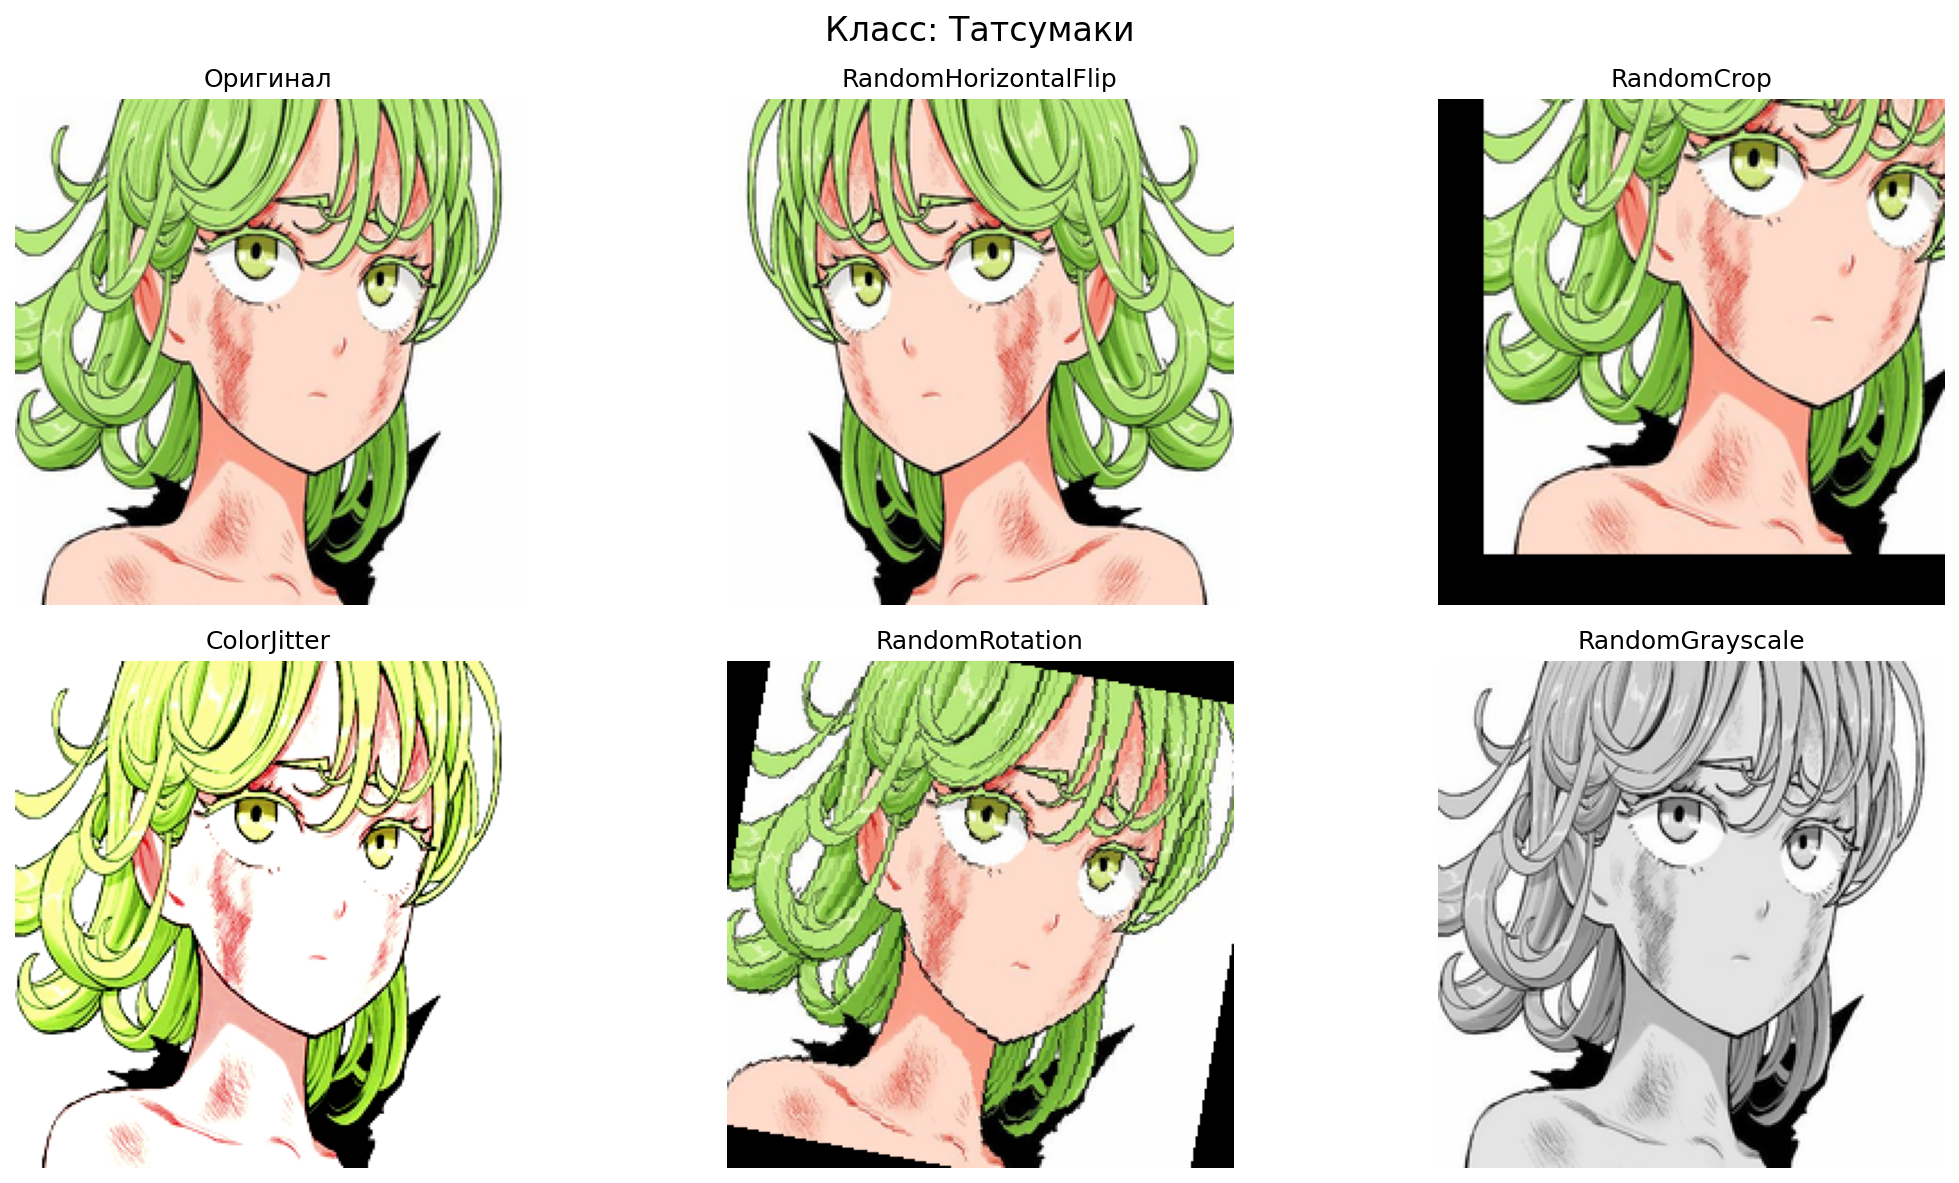 Класс: Татсумаки
Оригинал
RandomHorizontalFlip
RandomCrop
ColorJitter
RandomRotation
RandomGrayscale